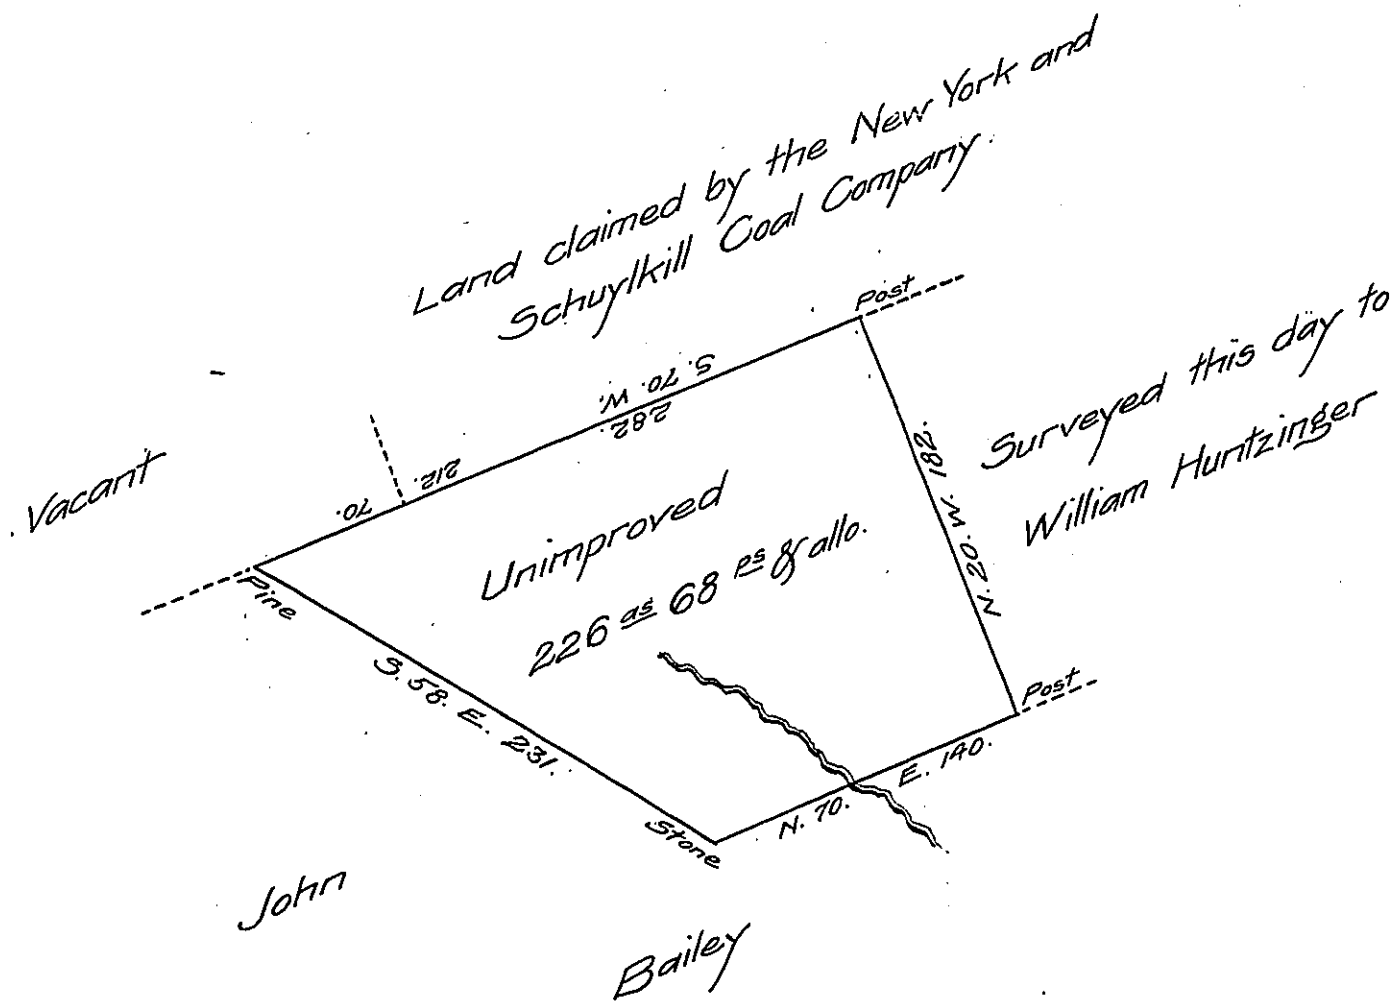 Land claimed by the New York and
Schuylkill Coal Company.
Post
S. 70. W.
282.
Surveyed this day to
William Huntzinger
Vacant
70.
212.
N. 20. W. 182.
Unimproved
226 as 68 ps & allo.
Pine
S. 58. E. 231.
Post
N. 70. E. 140.
Stone
John
Bailey